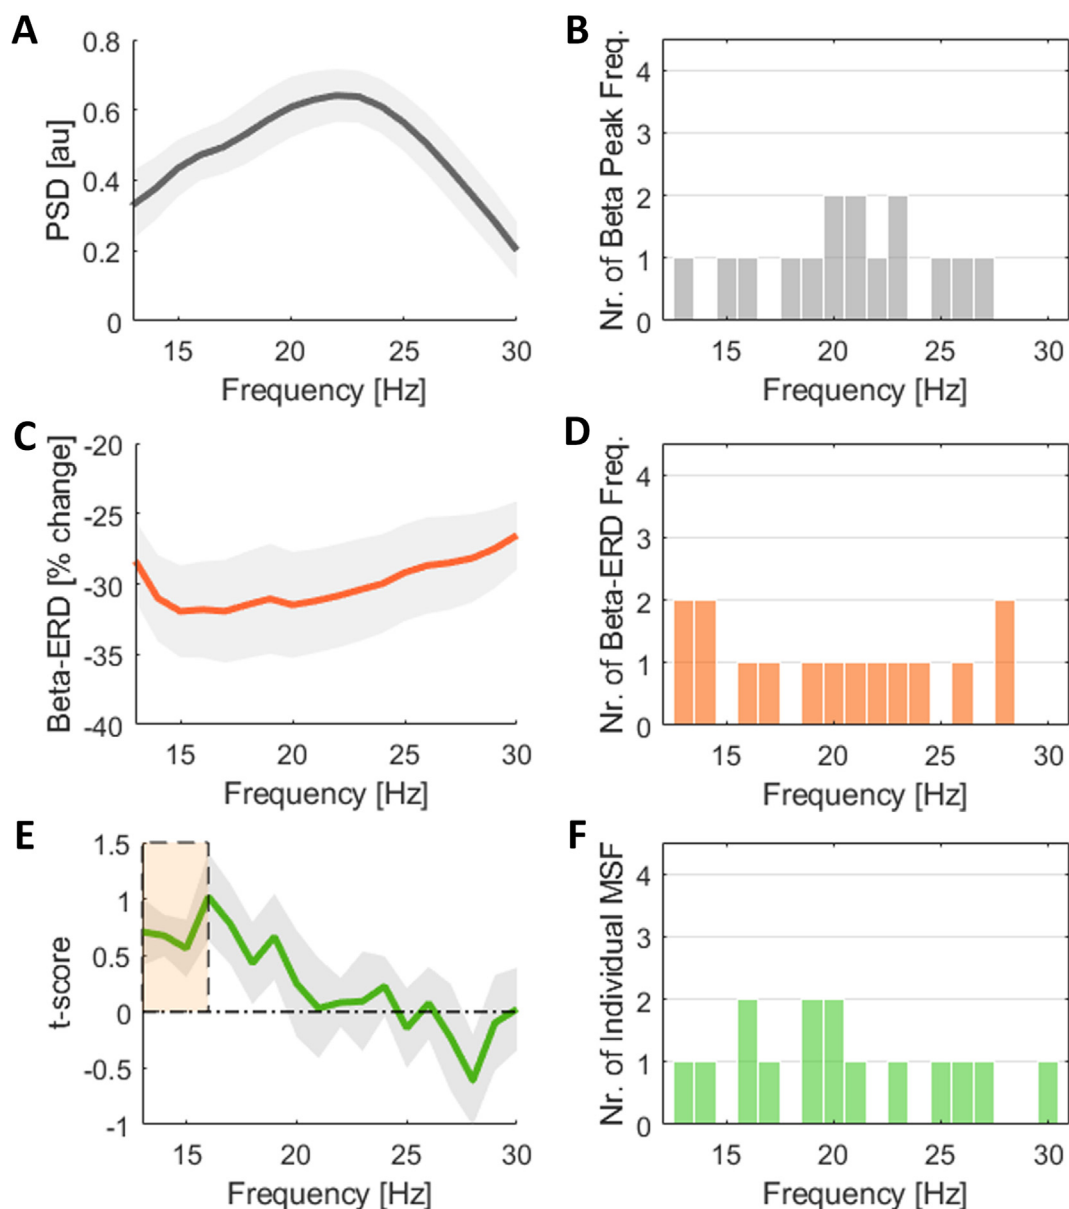 A
PSD [au]
0.8
0.6
0.4
0.2
0
15 20 25 30
Frequency [Hz]
B
Nr. of Beta Peak Freq.
4
3
2
1
0
15 20 25 30
Frequency [Hz]
C
Beta-ERD [% change]
-20
-25
-30
-35
-40
15 20 25 30
Frequency [Hz]
D
Nr. of Beta-ERD Freq.
4
3
2
1
0
15 20 25 30
Frequency [Hz]
E
t-score
1.5
1
0.5
0
-0.5
-1
15 20 25 30
Frequency [Hz]
F
Nr. of Individual MSF
4
3
2
1
0
15 20 25 30
Frequency [Hz]